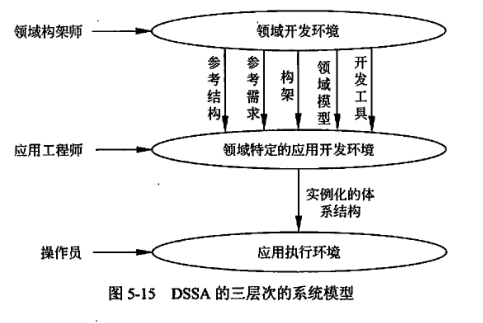 领域构架师
领域开发环境
参考结构
参考需求
构架
领域模型
开发工具
应用工程师
领域特定的应用开发环境
实例化的体
系结构
操作员
应用执行环境
图 5-15 DSSA 的三层次的系统模型